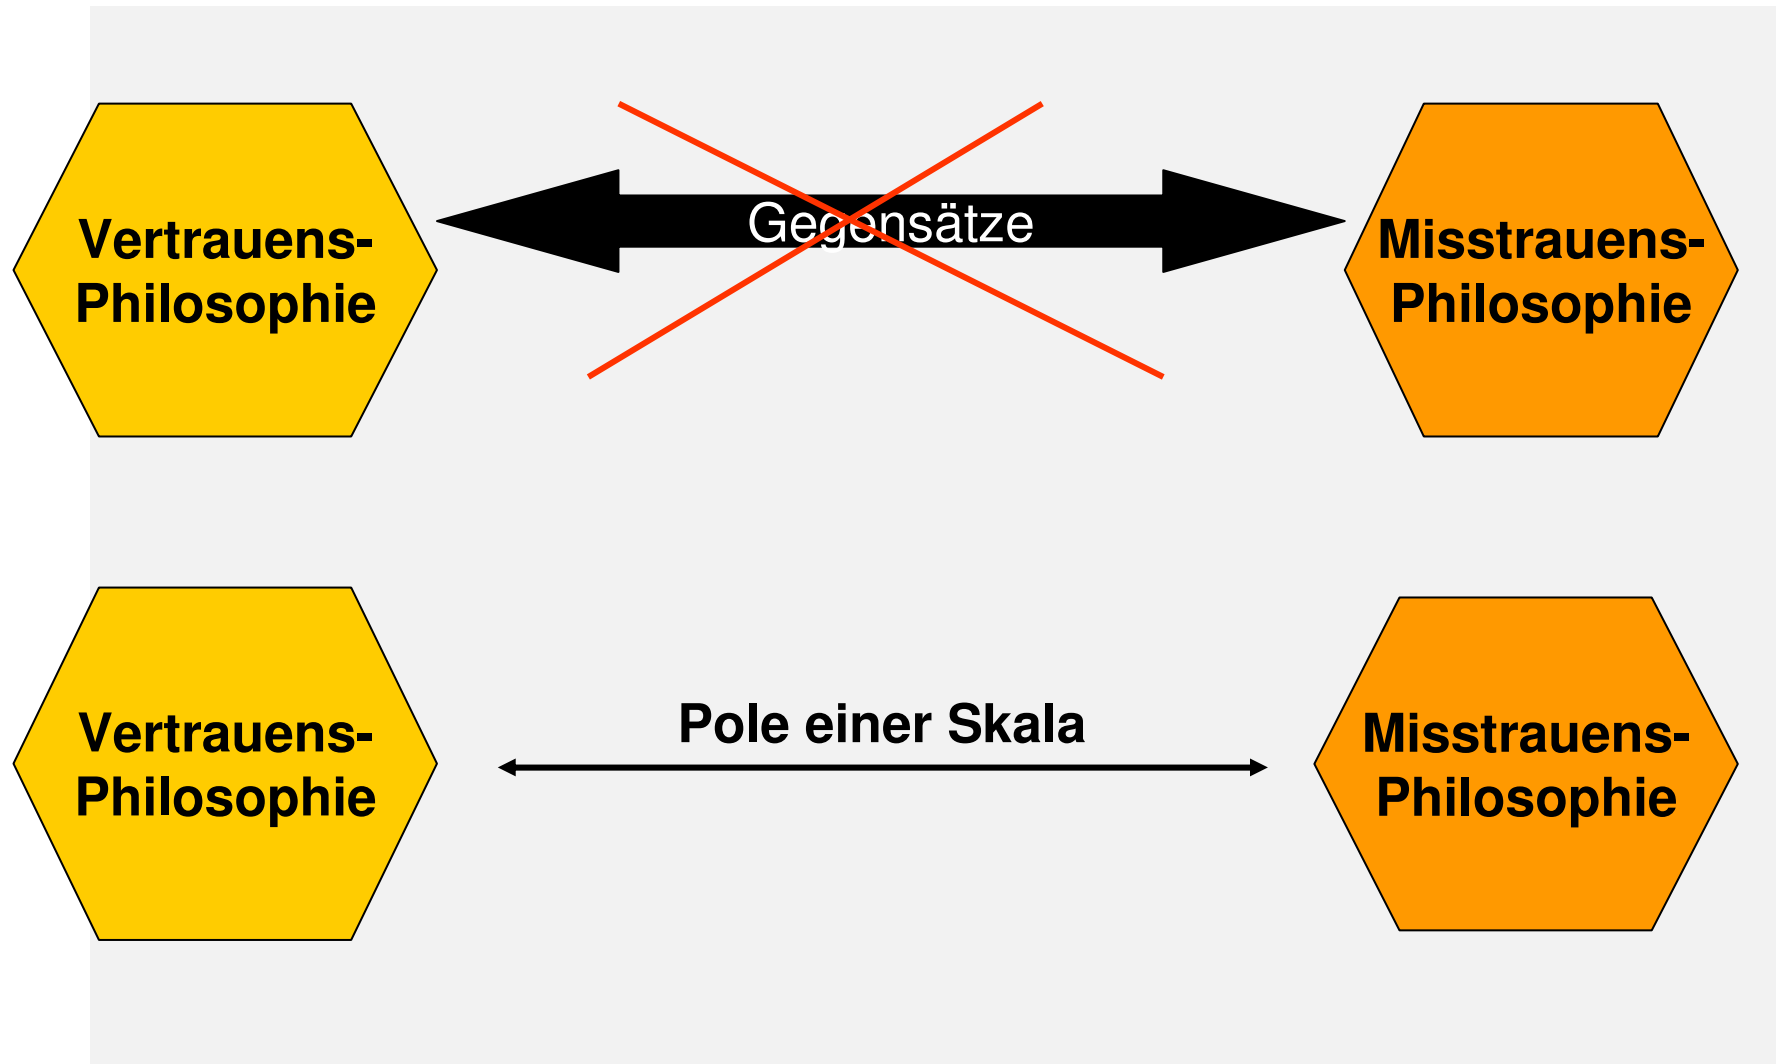 Vertrauens-
Philosophie
Gegensätze
Misstrauens-
Philosophie
Vertrauens-
Philosophie
Pole einer Skala
Misstrauens-
Philosophie